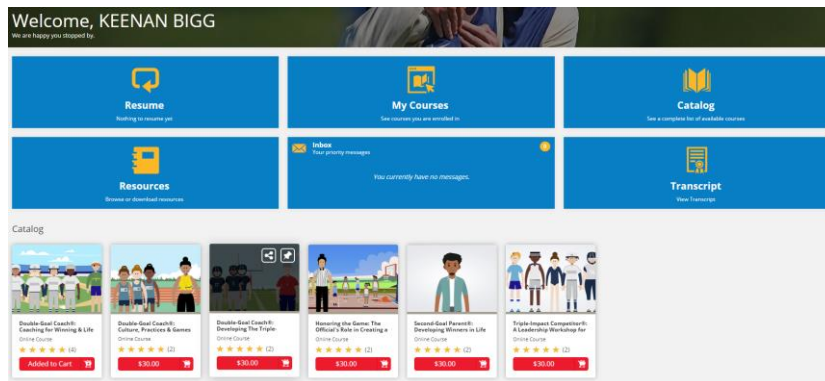 Welcome, KEENAN BIGG
We are happy you stopped by.
Resume
Nothing to resume yet
My Courses
See courses you are enrolled in
Catalog
See a complete list of available courses
Resources
Browse or download resources
Inbox
Your priority messages
0
You currently have no messages.
Transcript
View Transcript
Catalog
Double-Goal Coach®:
Coaching for Winning & Life
Online Course
(4)
Added to Cart
Double-Goal Coach®:
Culture, Practices & Games
Online Course
(2)
$30.00
Double-Goal Coach®:
Developing The Triple-
Online Course
(2)
$30.00
Honoring the Game: The
Official's Role in Creating a
Online Course
(2)
$30.00
Second-Goal Parent®:
Developing Winners in Life
Online Course
(2)
$30.00
Triple-Impact Competitor®:
A Leadership Workshop for
Online Course
(2)
$30.00